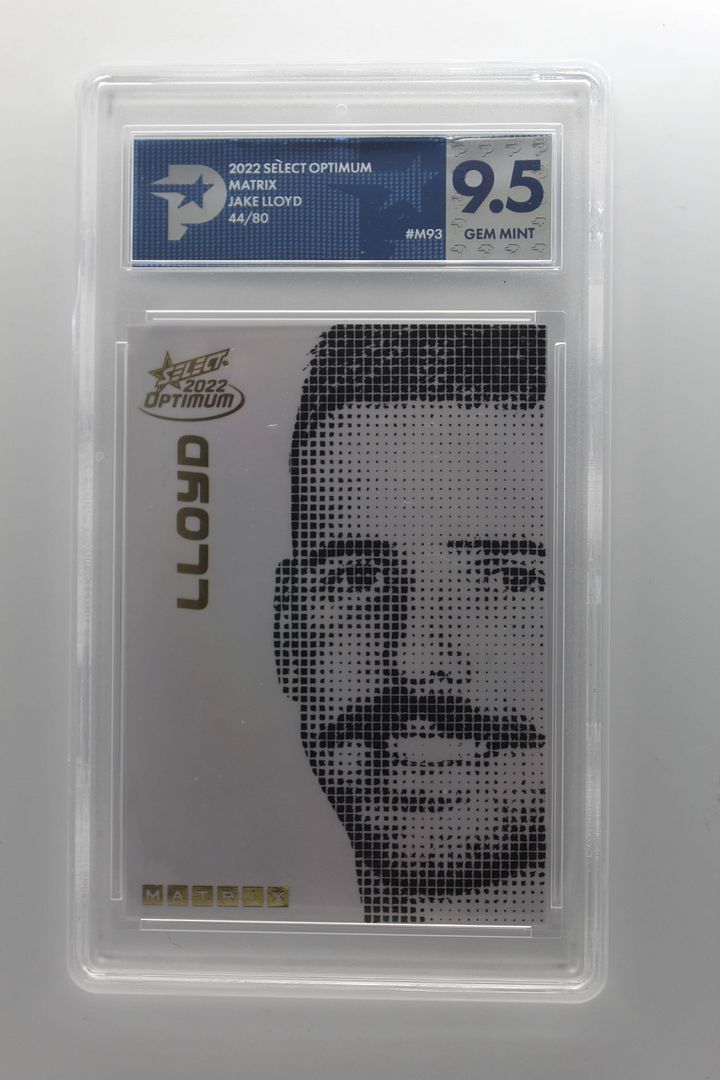 2022 SELECT OPTIMUM
MATRIX
JAKE LLOYD
44/80
#M93
9.5
GEM MINT
SELECT
2022
OPTIMUM
LLOYD
MATRIX